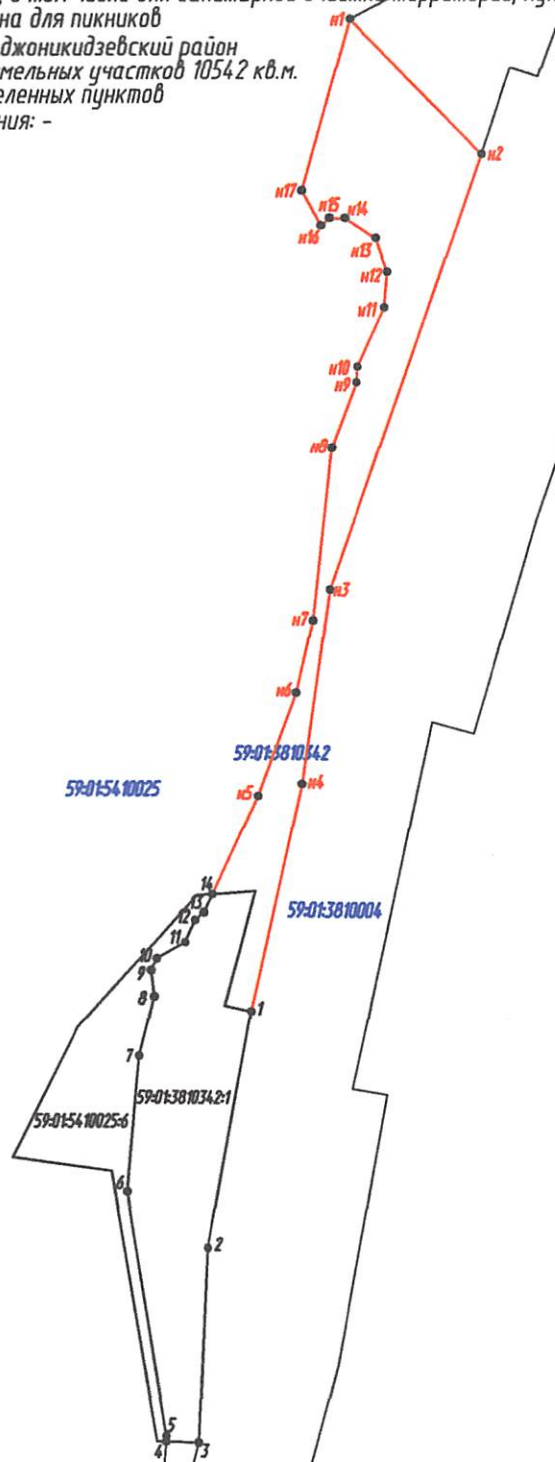 на для пикников
джоникидзевский район
мельных участков 10542 кв.м.
еленных пунктов
ния: -
н1
н2
н17
н15
н14
н16
н13
н12
н11
н10
н9
н8
н3
н7
н6
59:01:3810342
59:01:5410025
н5
н4
14
13
59:01:3810004
12
11
10
9
8
1
7
59:01:3810342:1
59:01:5410025:6
6
2
5
4
3